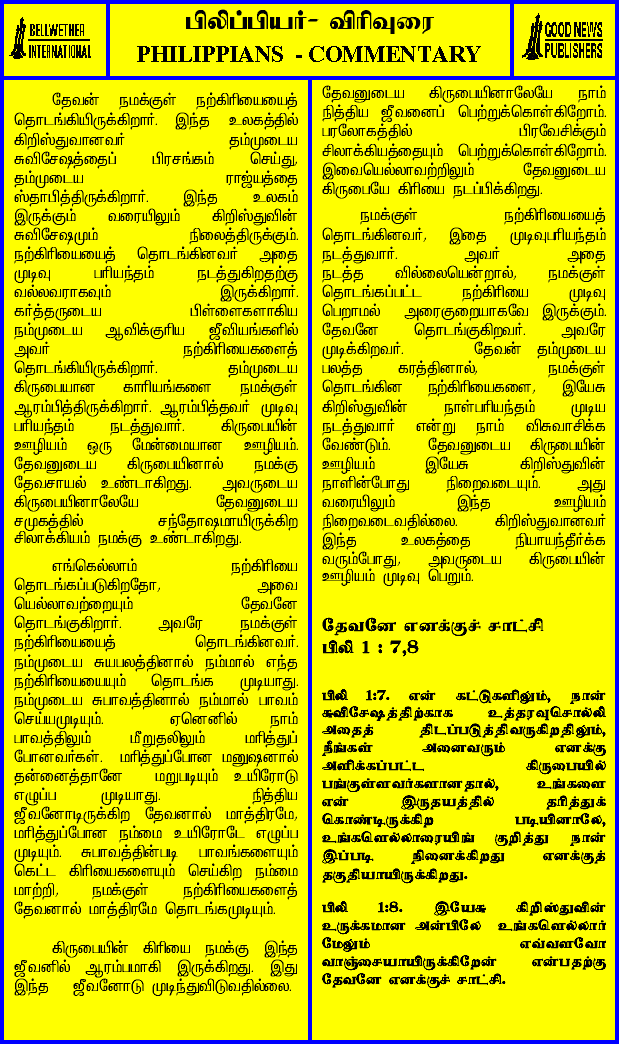 BELLWETHER
INTERNATIONAL
பிலிப்பியர்- விரிவுரை
PHILIPPIANS - COMMENTARY
GOOD NEWS
PUBLISHERS
தேவன் நமக்குள் நற்கிரியையைத்
தொடங்கியிருக்கிறார். இந்த உலகத்தில்
கிறிஸ்துவானவர் தம்முடைய
சுவிசேஷத்தைப் பிரசங்கம் செய்து,
தம்முடைய ராஜ்யத்தை
ஸ்தாபித்திருக்கிறார். இந்த உலகம்
இருக்கும் வரையிலும் கிறிஸ்துவின்
சுவிசேஷமும் நிலைத்திருக்கும்.
நற்கிரியையைத் தொடங்கினவர் அதை
முடிவு பரியந்தம் நடத்துகிறதற்கு
வல்லவராகவும் இருக்கிறார்.
கர்த்தருடைய பிள்ளைகளாகிய
நம்முடைய ஆவிக்குரிய ஜீவியங்களில்
அவர் நற்கிரியைகளைத்
தொடங்கியிருக்கிறார். தம்முடைய
கிருபையான காரியங்களை நமக்குள்
ஆரம்பித்திருக்கிறார். ஆரம்பித்தவர் முடிவு
பரியந்தம் நடத்துவார். கிருபையின்
ஊழியம் ஒரு மேன்மையான ஊழியம்.
தேவனுடைய கிருபையினால் நமக்கு
தேவசாயல் உண்டாகிறது. அவருடைய
கிருபையினாலேயே தேவனுடைய
சமுகத்தில் சந்தோஷமாயிருக்கிற
சிலாக்கியம் நமக்கு உண்டாகிறது.
எங்கெல்லாம் நற்கிரியை
தொடங்கப்படுகிறதோ, அவை
யெல்லாவற்றையும் தேவனே
தொடங்குகிறார். அவரே நமக்குள்
நற்கிரியையைத் தொடங்கினவர்.
நம்முடைய சுயபலத்தினால் நம்மால் எந்த
நற்கிரியையையும் தொடங்க முடியாது.
நம்முடைய சுபாவத்தினால் நம்மால் பாவம்
செய்யமுடியும். ஏனெனில் நாம்
பாவத்திலும் மீறுதலிலும் மரித்துப்
போனவர்கள். மரித்துப்போன மனுஷனால்
தன்னைத்தானே மறுபடியும் உயிரோடு
எழுப்ப முடியாது. நித்திய
ஜீவனோடிருக்கிற தேவனால் மாத்திரமே,
மரித்துப்போன நம்மை உயிரோடே எழுப்ப
முடியும். சுபாவத்தின்படி பாவங்களையும்
கெட்ட கிரியைகளையும் செய்கிற நம்மை
மாற்றி, நமக்குள் நற்கிரியைகளைத்
தேவனால் மாத்திரமே தொடங்கமுடியும்.
கிருபையின் கிரியை நமக்கு இந்த
ஜீவனில் ஆரம்பமாகி இருக்கிறது. இது
இந்த ஜீவனோடு முடிந்துவிடுவதில்லை.
தேவனுடைய கிருபையினாலேயே நாம்
நித்திய ஜீவனைப் பெற்றுக்கொள்கிறோம்.
பரலோகத்தில் பிரவேசிக்கும்
சிலாக்கியத்தையும் பெற்றுக்கொள்கிறோம்.
இவையெல்லாவற்றிலும் தேவனுடைய
கிருபையே கிரியை நடப்பிக்கிறது.
நமக்குள் நற்கிரியையைத்
தொடங்கினவர், இதை முடிவுபரியந்தம்
நடத்துவார். அவர் அதை
நடத்த வில்லையென்றால், நமக்குள்
தொடங்கப்பட்ட நற்கிரியை முடிவு
பெறாமல் அரைகுறையாகவே இருக்கும்.
தேவனே தொடங்குகிறவர். அவரே
முடிக்கிறவர். தேவன் தம்முடைய
பலத்த கரத்தினால், நமக்குள்
தொடங்கின நற்கிரியைகளை, இயேசு
கிறிஸ்துவின் நாள்பரியந்தம் முடிய
நடத்துவார் என்று நாம் விசுவாசிக்க
வேண்டும். தேவனுடைய கிருபையின்
ஊழியம் இயேசு கிறிஸ்துவின்
நாளின்போது நிறைவடையும். அது
வரையிலும் இந்த ஊழியம்
நிறைவடைவதில்லை. கிறிஸ்துவானவர்
இந்த உலகத்தை நியாயந்தீர்க்க
வரும்போது, அவருடைய கிருபையின்
ஊழியம் முடிவு பெறும்.
தேவனே எனக்குச் சாட்சி
பிலி 1 : 7,8
பிலி 1:7. என் கட்டுகளிலும், நான்
சுவிசேஷத்திற்காக உத்தரவுசொல்லி
அதைத் திடப்படுத்திவருகிறதிலும்,
நீங்கள் அனைவரும் எனக்கு
அளிக்கப்பட்ட கிருபையில்
பங்குள்ளவர்களானதால், உங்களை
என் இருதயத்தில் தரித்துக்
கொண்டிருக்கிற படியினாலே,
உங்களெல்லாரையிங் குறித்து நான்
இப்படி நினைக்கிறது எனக்குத்
தகுதியாயிருக்கிறது.
பிலி 1:8. இயேசு கிறிஸ்துவின்
உருக்கமான அன்பிலே உங்களெல்லார்
மேலும் எவ்வளவோ
வாஞ்சையாயிருக்கிறேன் என்பதற்கு
தேவனே எனக்குச் சாட்சி.